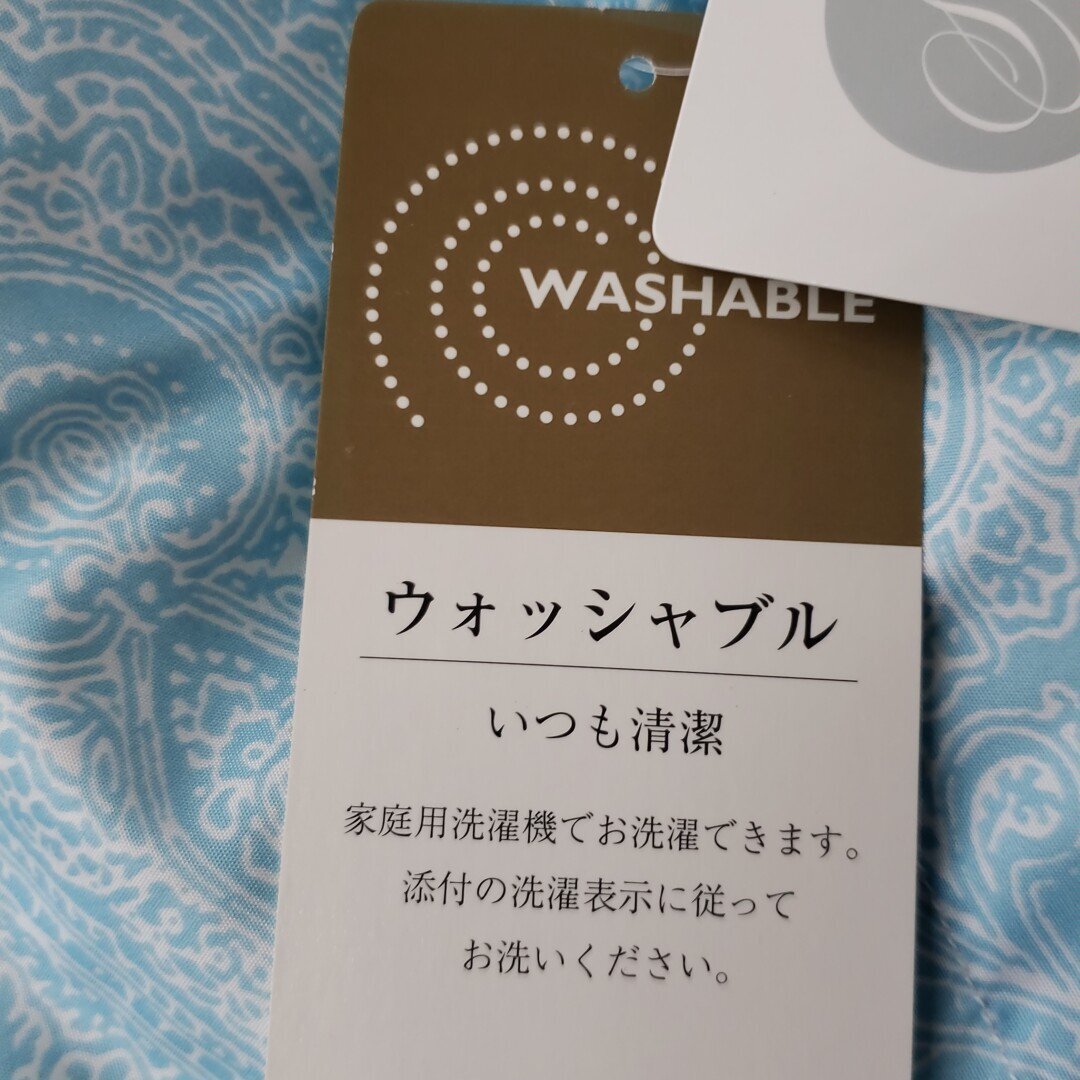 WASHABLE
ウォッシャブル
いつも清潔
家庭用洗濯機でお洗濯できます。
添付の洗濯表示に従って
お洗いください。